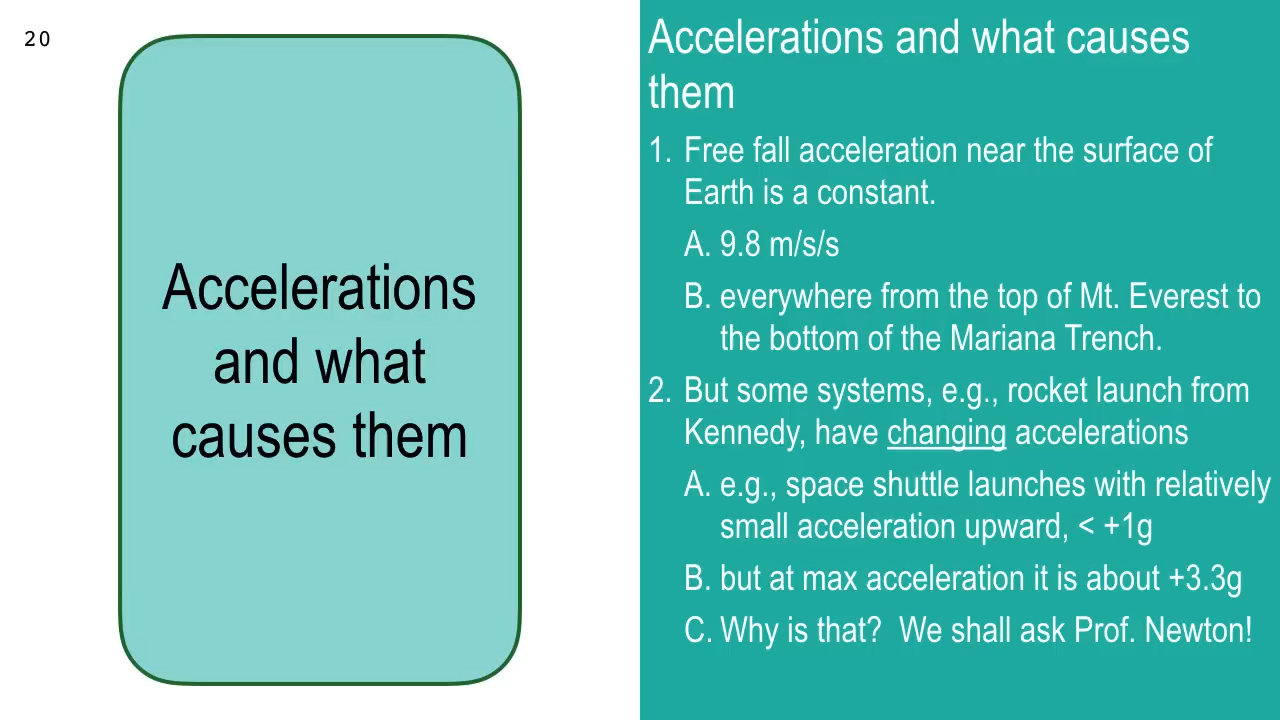 20
Accelerations
and what
causes them
Accelerations and what causes
them
1. Free fall acceleration near the surface of
Earth is a constant.
A. 9.8 m/s/s
B. everywhere from the top of Mt. Everest to
the bottom of the Mariana Trench.
2. But some systems, e.g., rocket launch from
Kennedy, have changing accelerations
A. e.g., space shuttle launches with relatively
small acceleration upward, < +1g
B. but at max acceleration it is about +3.3g
C. Why is that?  We shall ask Prof. Newton!